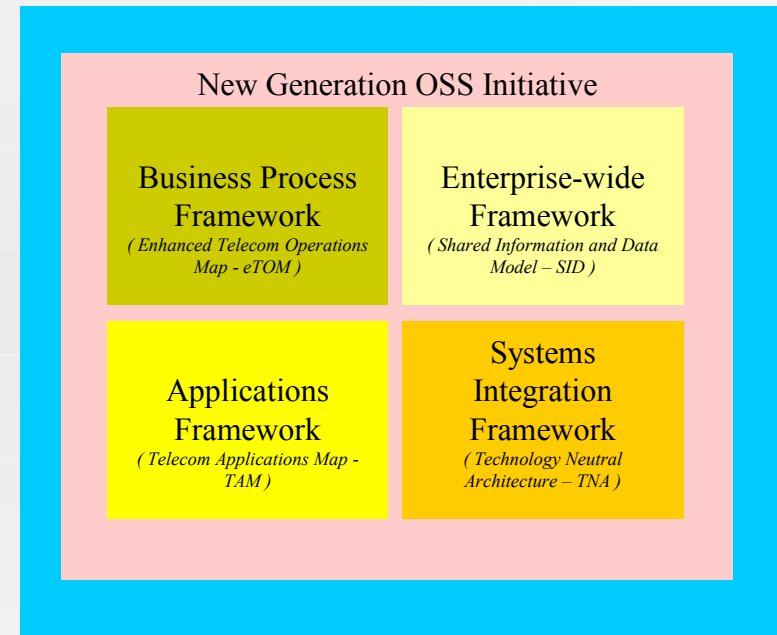 New Generation OSS Initiative
Business Process
Framework
( Enhanced Telecom Operations
Map - eTOM )
Enterprise-wide
Framework
( Shared Information and Data
Model – SID )
Applications
Framework
( Telecom Applications Map -
TAM )
Systems
Integration
Framework
( Technology Neutral
Architecture – TNA )